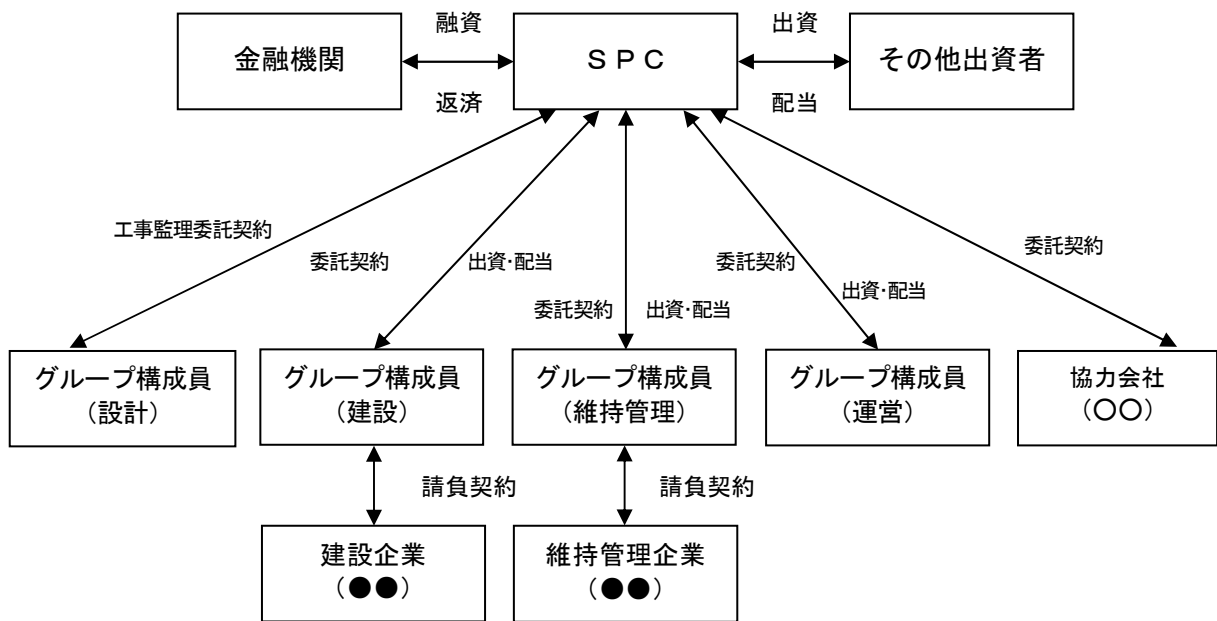 融資
出資
金融機関
ＳＰＣ
その他出資者
返済
配当
工事監理委託契約
委託契約
出資・配当
委託契約
出資・配当
委託契約
出資・配当
委託契約
グループ構成員
（設計）
グループ構成員
（建設）
グループ構成員
（維持管理）
グループ構成員
（運営）
協力会社
（〇〇）
請負契約
請負契約
建設企業
（●●）
維持管理企業
（●●）